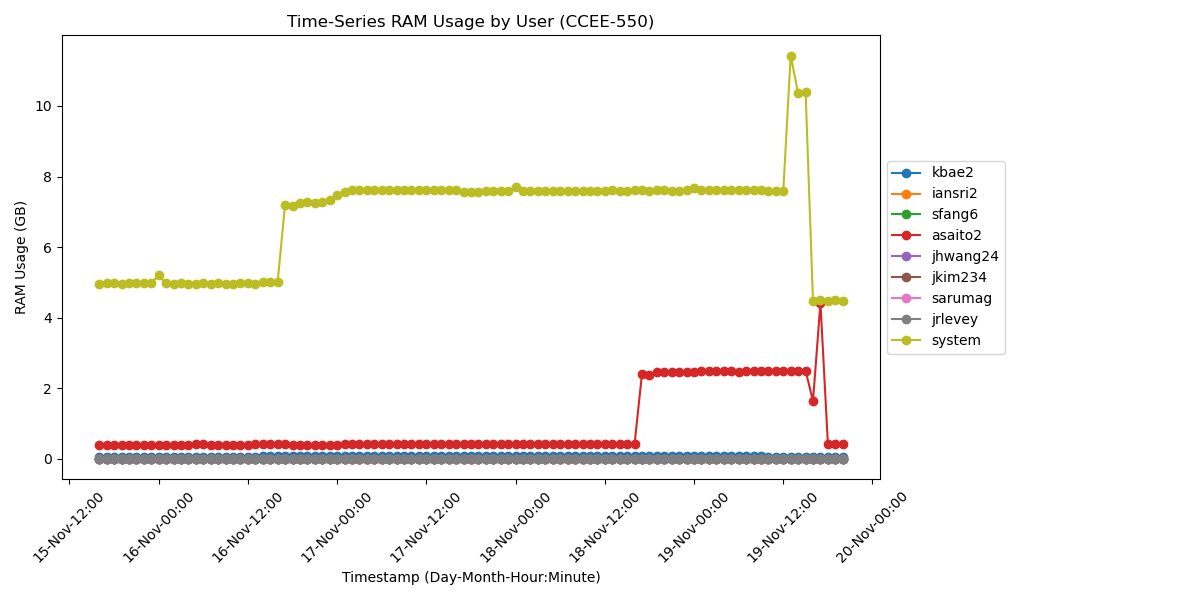 Time-Series RAM Usage by User (CCEE-550)
RAM Usage (GB)
10
8
6
4
2
0
15-Nov-12:00
16-Nov-00:00
16-Nov-12:00
17-Nov-00:00
17-Nov-12:00
18-Nov-00:00
18-Nov-12:00
19-Nov-00:00
19-Nov-12:00
20-Nov-00:00
Timestamp (Day-Month-Hour:Minute)
kbae2
iansri2
sfang6
asaito2
jhwang24
jkim234
sarumag
jrlevey
system